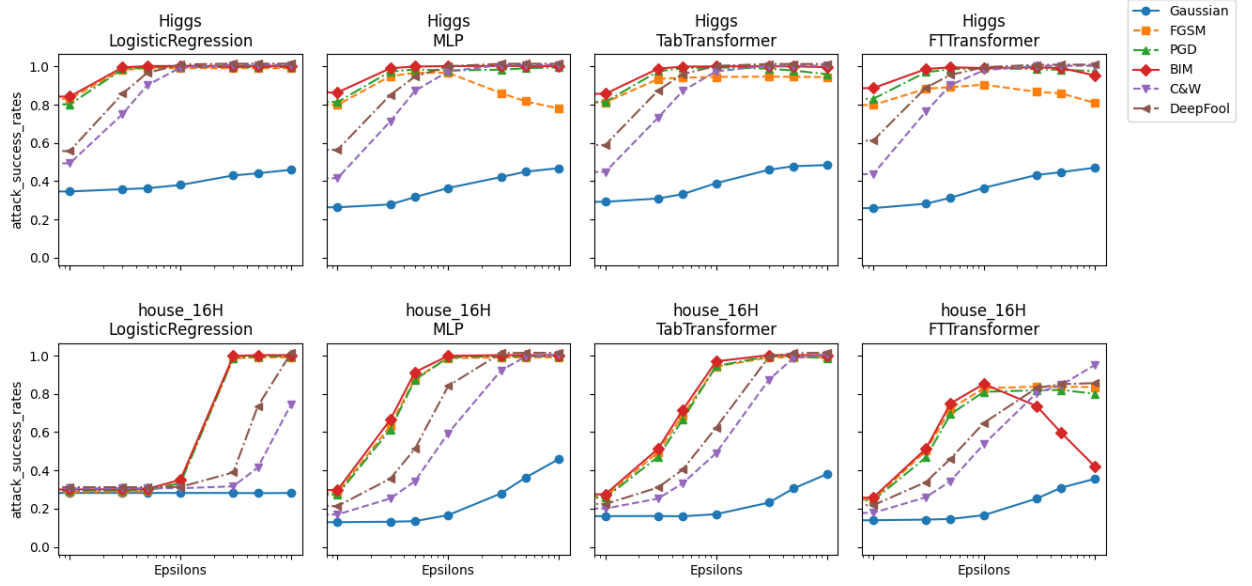 Higgs
LogisticRegression
Higgs
MLP
Higgs
TabTransformer
Higgs
FTTransformer
Gaussian
FGSM
PGD
BIM
C&W
DeepFool
attack_success_rates
1.0
0.8
0.6
0.4
0.2
0.0
house_16H
LogisticRegression
house_16H
MLP
house_16H
TabTransformer
house_16H
FTTransformer
attack_success_rates
1.0
0.8
0.6
0.4
0.2
0.0
Epsilons
Epsilons
Epsilons
Epsilons